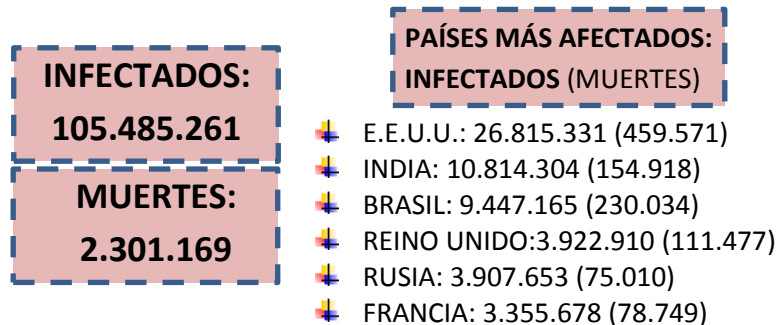 INFECTADOS:
105.485.261
MUERTES:
2.301.169
PAÍSES MÁS AFECTADOS:
INFECTADOS (MUERTES)
E.E.U.U.: 26.815.331 (459.571)
INDIA: 10.814.304 (154.918)
BRASIL: 9.447.165 (230.034)
REINO UNIDO:3.922.910 (111.477)
RUSIA: 3.907.653 (75.010)
FRANCIA: 3.355.678 (78.749)